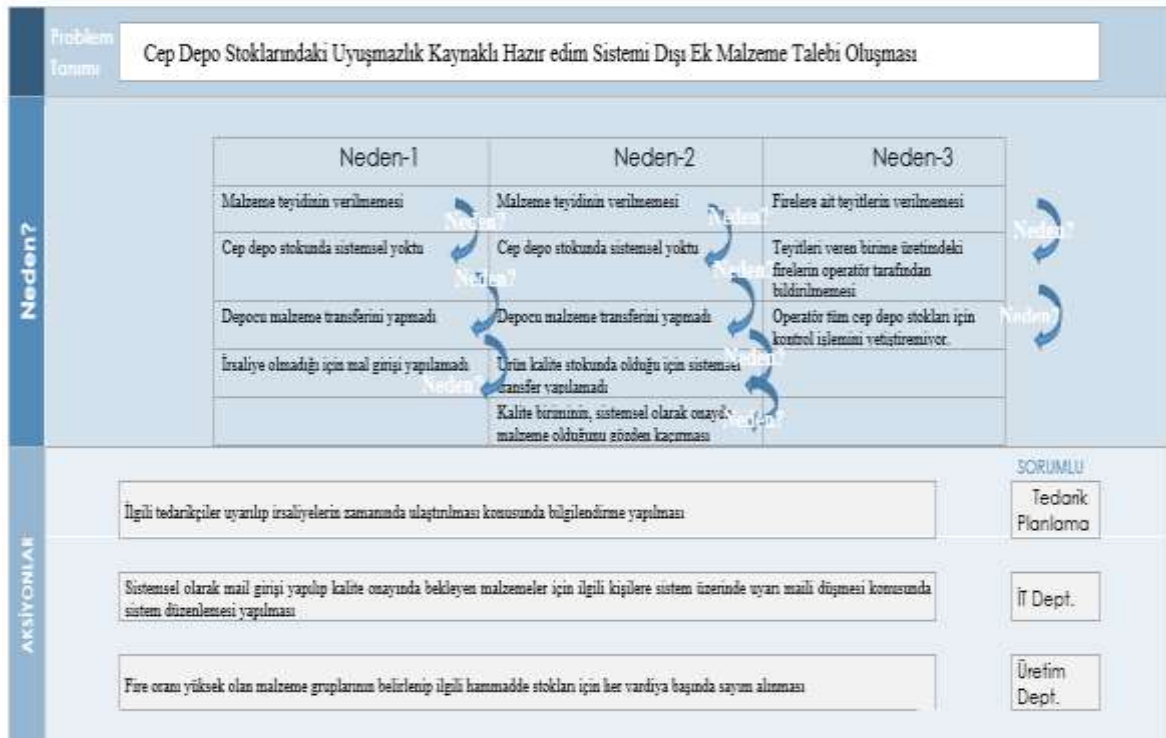 Problem
Tanımı
Cep Depo Stoklarındaki Uyuşmazlık Kaynaklı Hazır edim Sistemi Dışı Ek Malzeme Talebi Oluşması
Neden?
Neden-1
Neden-2
Neden-3
Malzeme teyidinin verilmemesi
Neden?
Malzeme teyidinin verilmemesi
Neden?
Firelere ait teyitlerin verilmemesi
Neden?
Cep depo stokunda sistemsel yoktu
Neden?
Cep depo stokunda sistemsel yoktu
Neden?
Teyitleri veren birime üretimdeki
firelerin operatör tarafından
bildirilmemesi
Neden?
Depocu malzeme transferini yapmadı
Neden?
Depocu malzeme transferini yapmadı
Neden?
Operatör tüm cep depo stokları için
kontrol işlemini yetiştiremiyor.
İrsaliye olmadığı için mal girişi yapılamadı
Ürün kalite stokunda olduğu için sistemsel
transfer yapılamadı
Neden?
Kalite biriminin, sistemsel olarak onayda
malzeme olduğunu gözden kaçırması
AKSİYONLAR
SORUMLU
İlgili tedarikçiler uyarılıp irsaliyelerin zamanında ulaştırılması konusunda bilgilendirme yapılması
Tedarik
Planlama
Sistemsel olarak mail girişi yapılıp kalite onayında bekleyen malzemeler için ilgili kişilere sistem üzerinde uyarı maili düşmesi konusunda
sistem düzenlemesi yapılması
İT Dept.
Fire oranı yüksek olan malzeme gruplarının belirlenip ilgili hammadde stokları için her vardiya başında sayım alınması
Üretim
Dept.